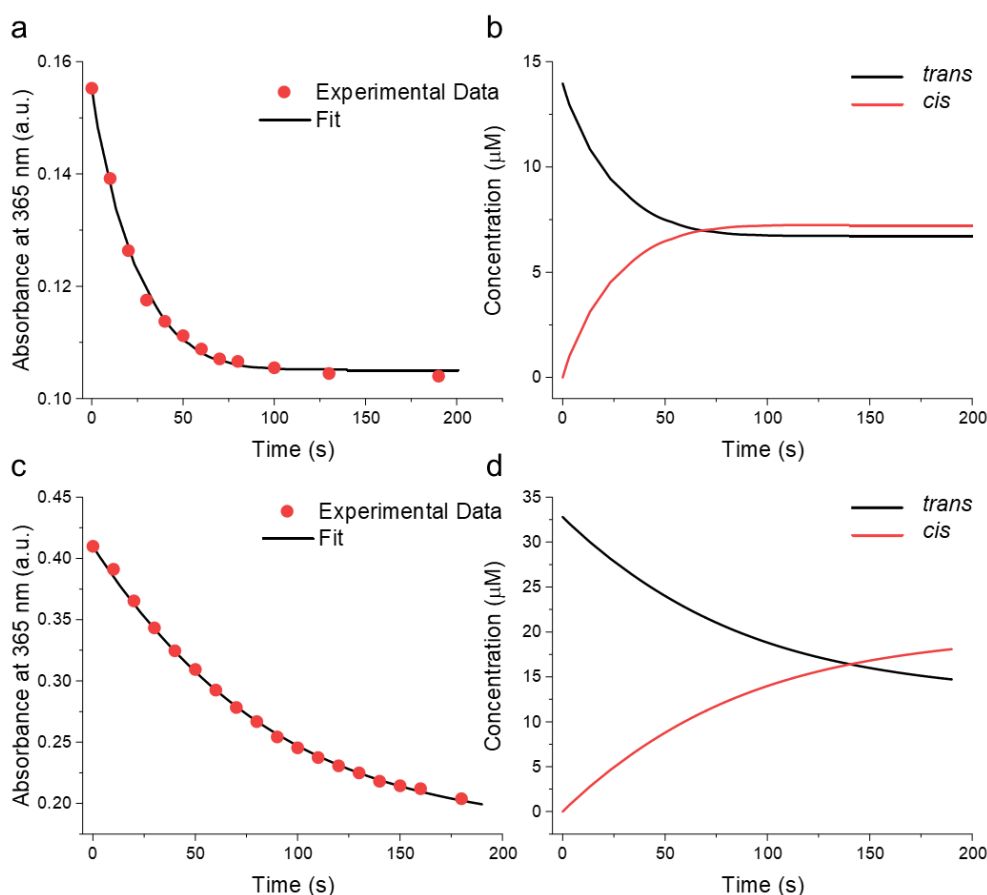 a
0.16
0.14
0.12
0.10
Absorbance at 365 nm (a.u.)
Experimental Data
Fit
0 50 100 150 200
Time (s)
b
15
10
5
0
Concentration (μM)
trans
cis
0 50 100 150 200
Time (s)
c
0.45
0.40
0.35
0.30
0.25
0.20
Absorbance at 365 nm (a.u.)
Experimental Data
Fit
0 50 100 150 200
Time (s)
d
35
30
25
20
15
10
5
0
Concentration (μM)
trans
cis
0 50 100 150 200
Time (s)